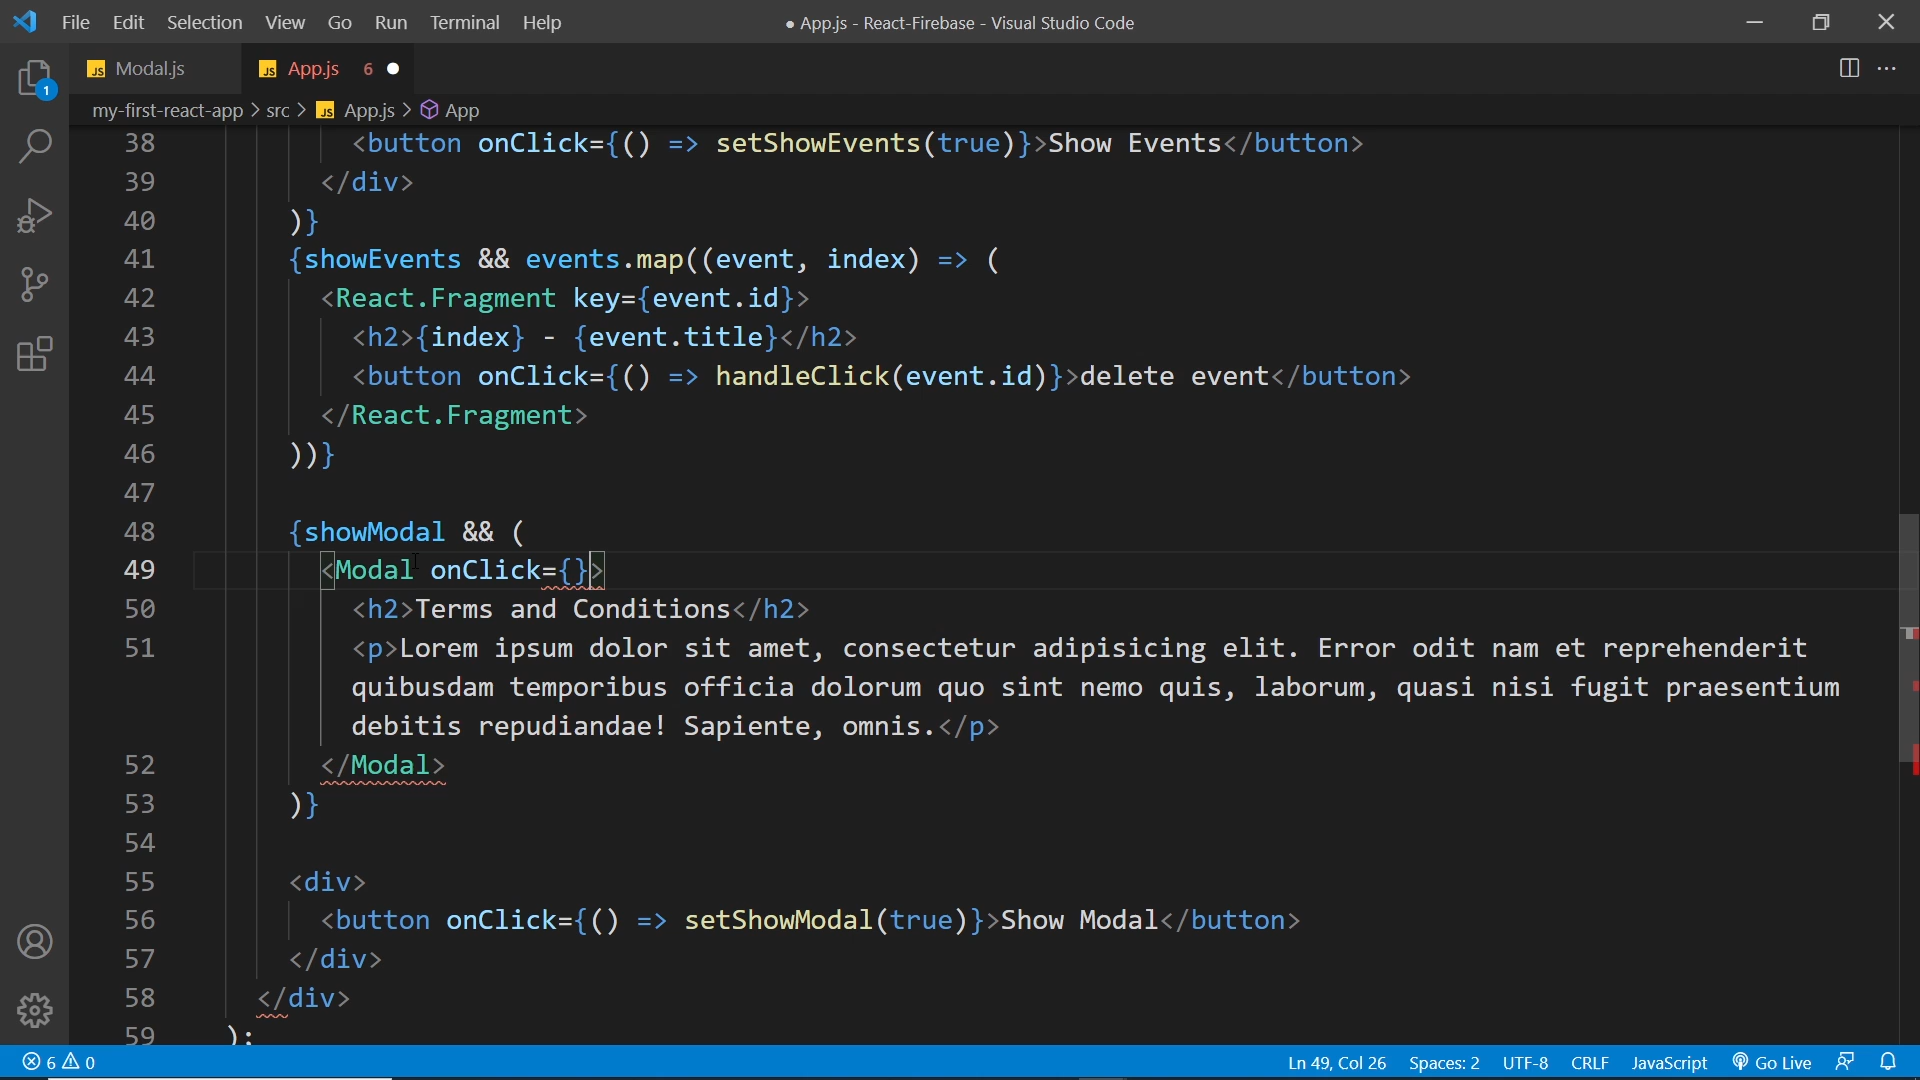 File Edit Selection View Go Run Terminal Help ● App.js - React-Firebase - Visual Studio Code
JS Modal.js JS App.js 6 ●
my-first-react-app > src > JS App.js > App
1
38 <button onClick={() => setShowEvents(true)}>Show Events</button>
39 </div>
40 )}
41 {showEvents && events.map((event, index) => (
42 <React.Fragment key={event.id}>
43 <h2>{index} - {event.title}</h2>
44 <button onClick={() => handleClick(event.id)}>delete event</button>
45 </React.Fragment>
46 ))}
47
48 {showModal && (
49 <Modal onClick={}>
50 <h2>Terms and Conditions</h2>
51 <p>Lorem ipsum dolor sit amet, consectetur adipisicing elit. Error odit nam et reprehenderit
quibusdam temporibus officia dolorum quo sint nemo quis, laborum, quasi nisi fugit praesentium
debitis repudiandae! Sapiente, omnis.</p>
52 </Modal>
53 )}
54
55 <div>
56 <button onClick={() => setShowModal(true)}>Show Modal</button>
57 </div>
58 </div>
59 );
6 0 Ln 49, Col 26 Spaces: 2 UTF-8 CRLF JavaScript Go Live